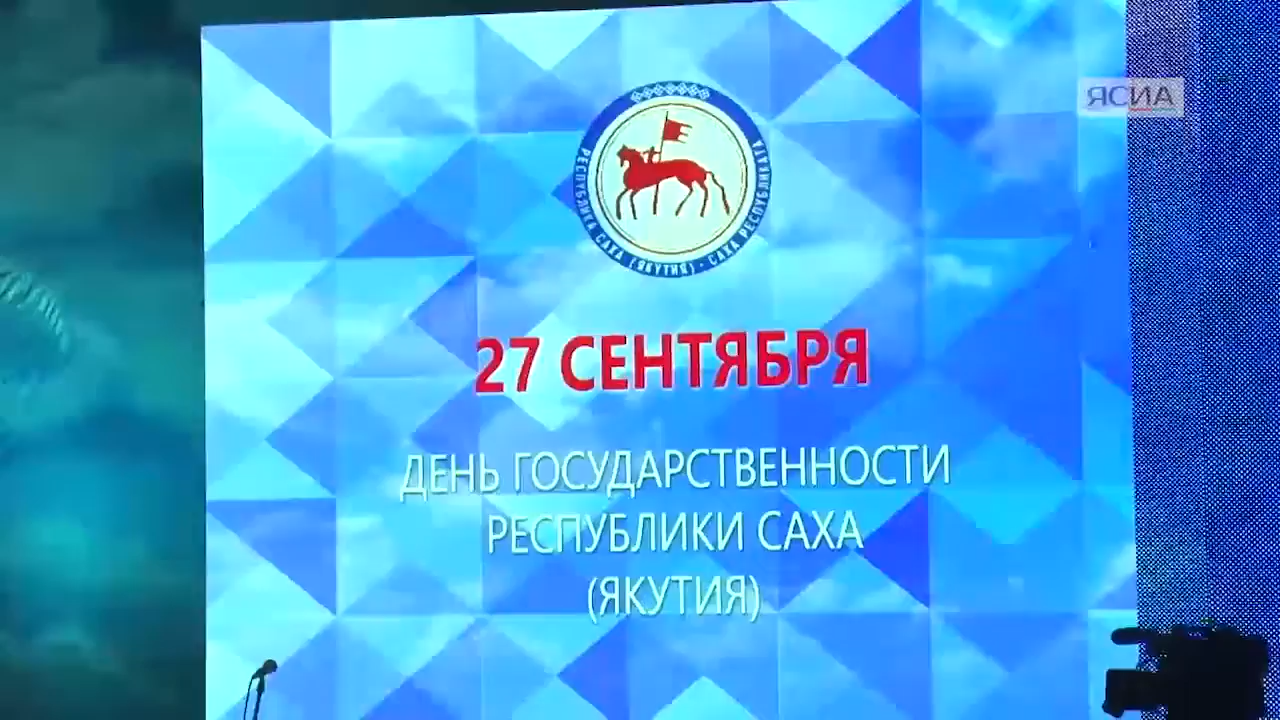 ЯСИА
РЕСПУБЛИКА САХА (ЯКУТИЯ) · САХА РЕСПУБЛИКАТА
27 СЕНТЯБРЯ
ДЕНЬ ГОСУДАРСТВЕННОСТИ
РЕСПУБЛИКИ САХА
(ЯКУТИЯ)